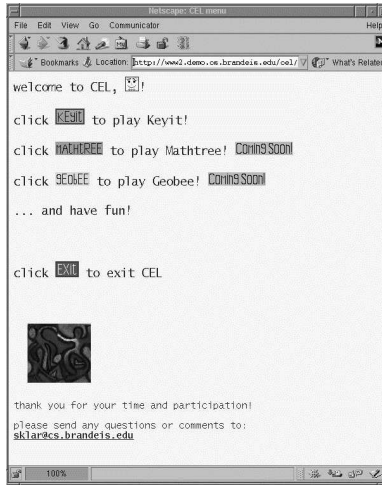 Netscape: CEL menu
File Edit View Go Communicator Help
Bookmarks Location: http://www2.demo.cs.brandeis.edu/cel/ What's Related
welcome to CEL, !
click KEyit to play Keyit!
click MATHTREE to play Mathtree! Coming Soon!
click GEObEE to play Geobee! Coming Soon!
... and have fun!
click Exit to exit CEL
thank you for your time and participation!
please send any questions or comments to:
sklar@cs.brandeis.edu
100%